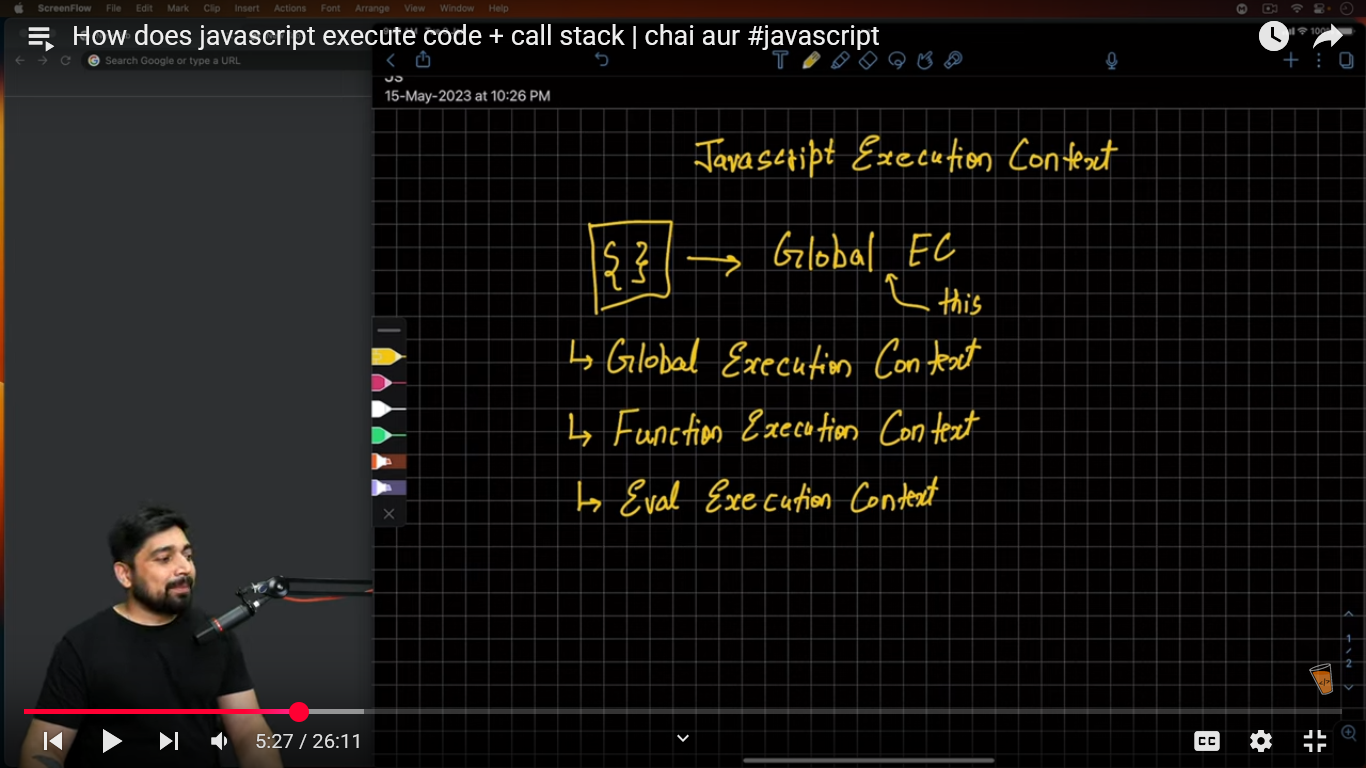 ScreenFlow File Edit Mark Clip Insert Actions Font Arrange View Window Help
How does javascript execute code + call stack | chai aur #javascript
Search Google or type a URL
JS
15-May-2023 at 10:26 PM
Javascript Execution Context
{ } → Global EC
this
↳ Global Execution Context
↳ Function Execution Context
↳ Eval Execution Context
1
/
2
5:27 / 26:11
CC